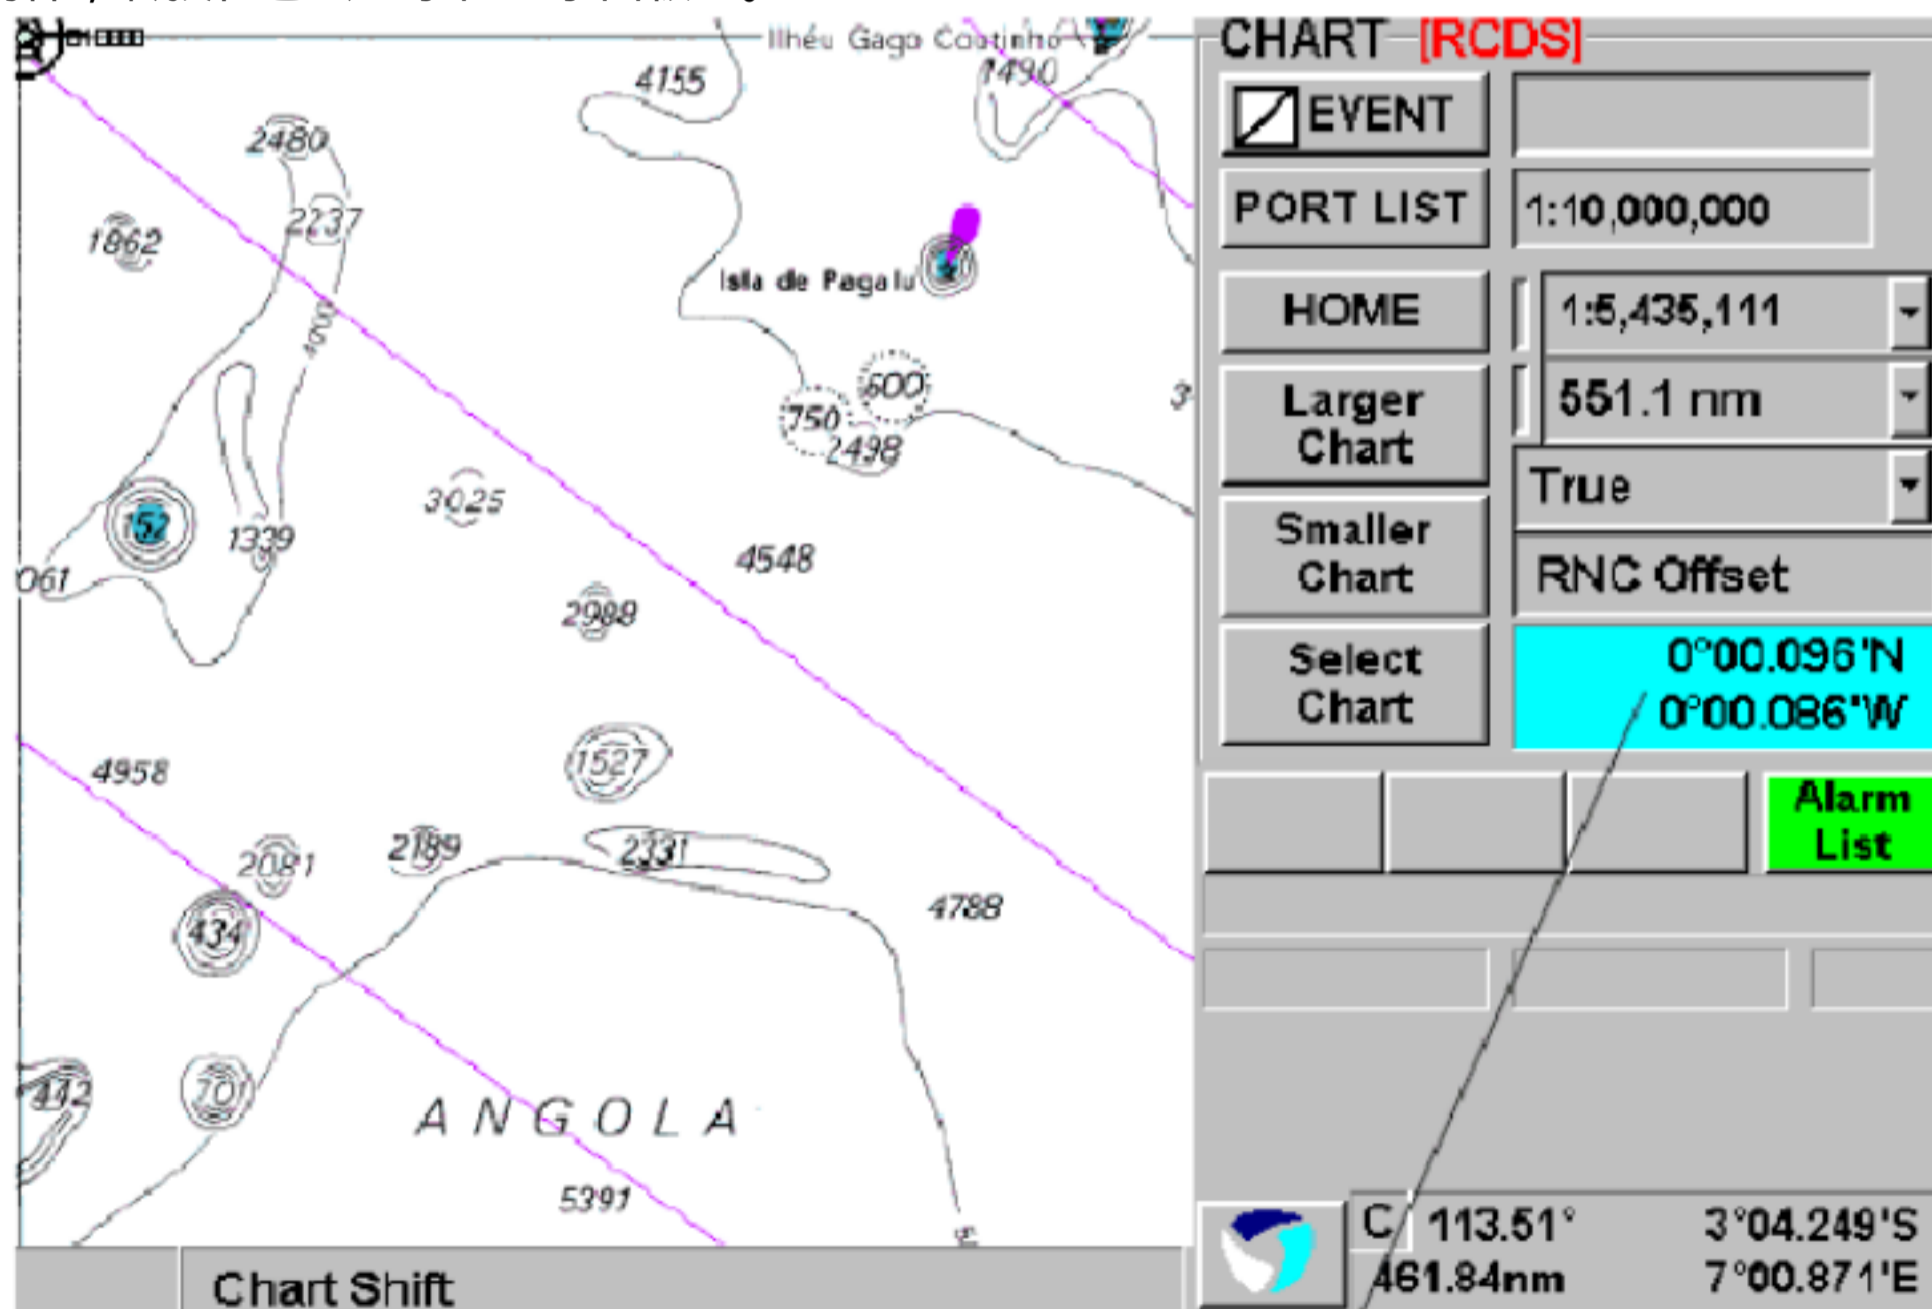 Ilhéu Gago Coutinho
4155
1490
2480
2237
1862
Isla de Pagalu
4000
600
750
2498
3
152
1339
3025
4548
061
2988
4958
1527
2081
2189
2331
434
4788
442
701
ANGOLA
5391
Chart Shift
CHART [RCDS]
EVENT
PORT LIST
1:10,000,000
HOME
1:5,435,111
Larger
Chart
551.1 nm
True
Smaller
Chart
RNC Offset
Select
Chart
0°00.096'N
0°00.086'W
Alarm
List
C 113.51° 3°04.249'S
461.84nm 7°00.871'E